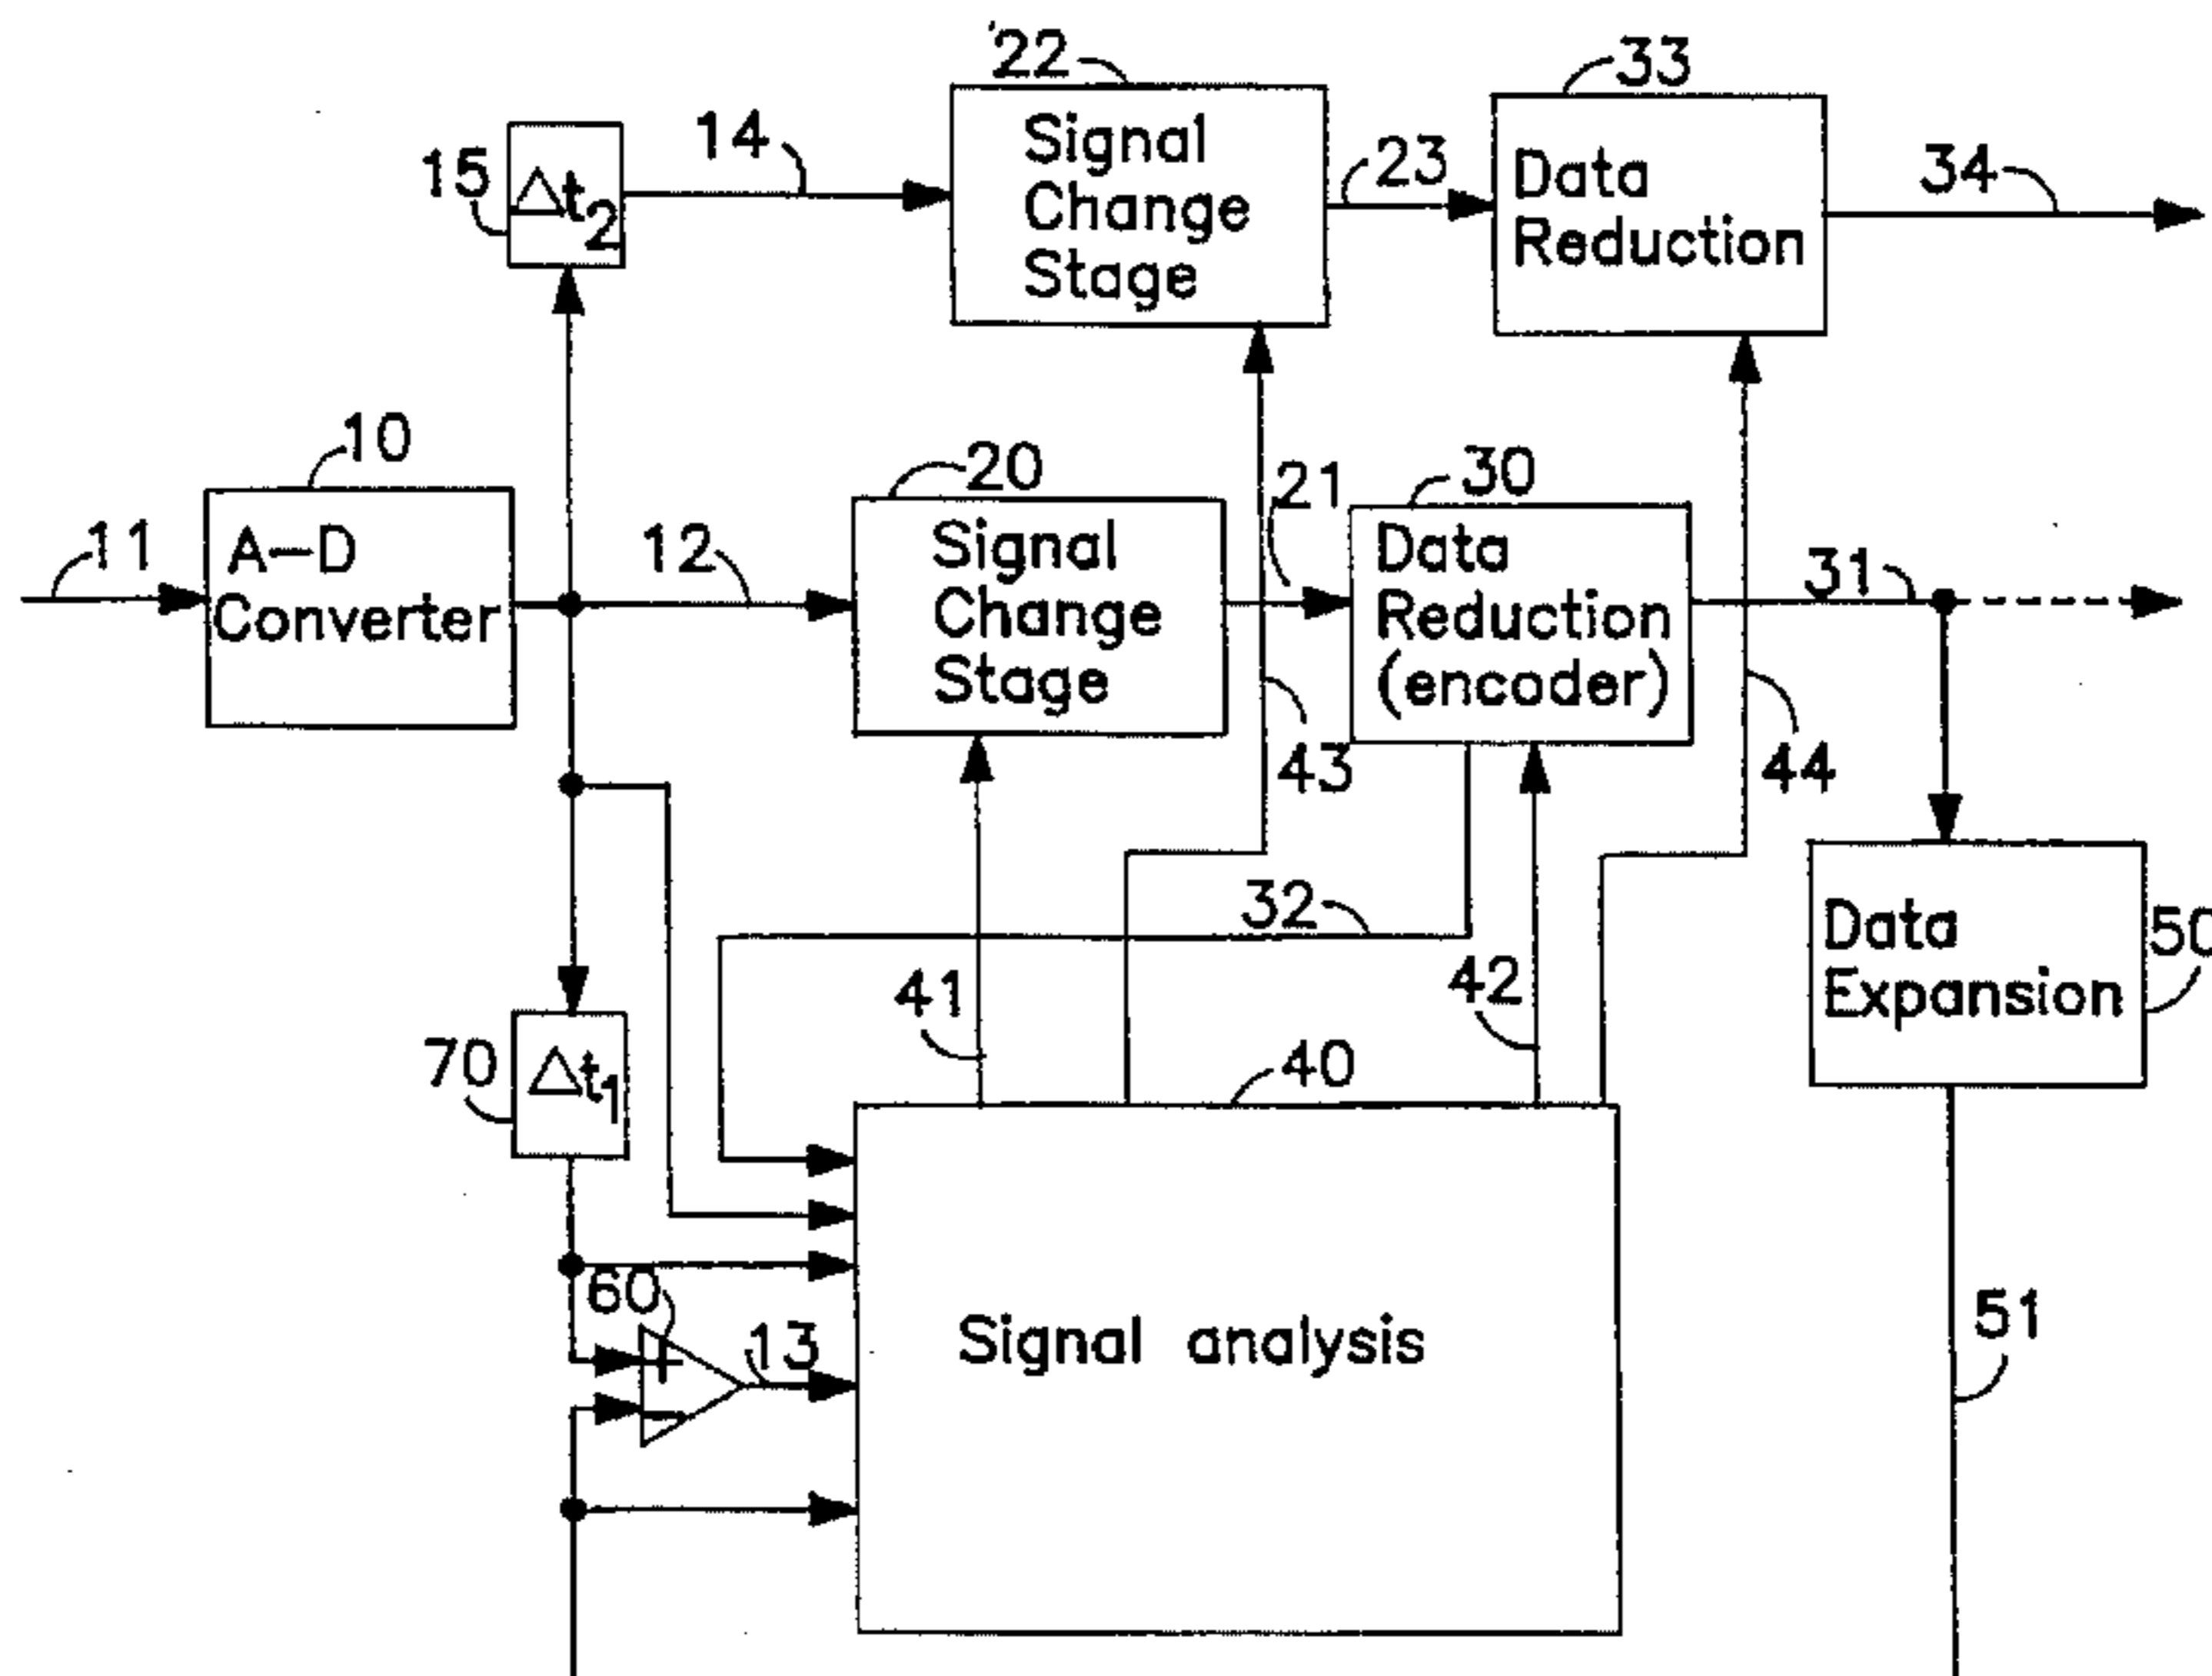 22
33
15
Δt2
14
Signal
Change
Stage
23
Data
Reduction
34
10
11
A-D
Converter
12
20
Signal
Change
Stage
21
30
Data
Reduction
(encoder)
31
43
44
32
41
42
Data
Expansion
50
70
Δt1
40
60
+
13
−
Signal analysis
51